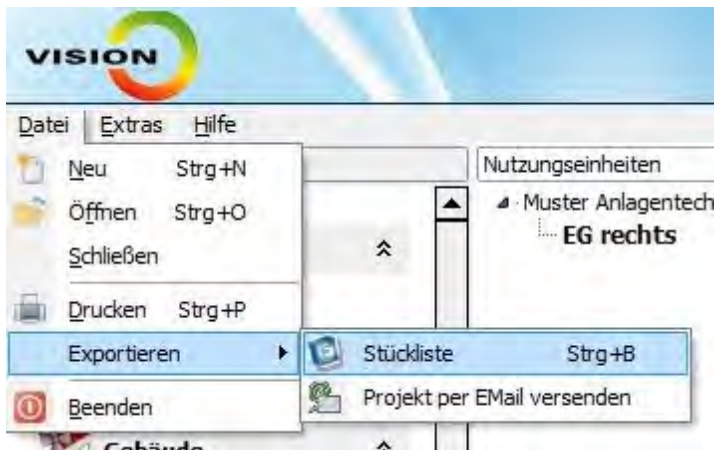 VISION
Datei Extras Hilfe
Neu Strg+N
Öffnen Strg+O
Schließen
Drucken Strg+P
Exportieren
Beenden
Stückliste Strg+B
Projekt per EMail versenden
Nutzungseinheiten
Muster Anlagentech
EG rechts
Gebäude